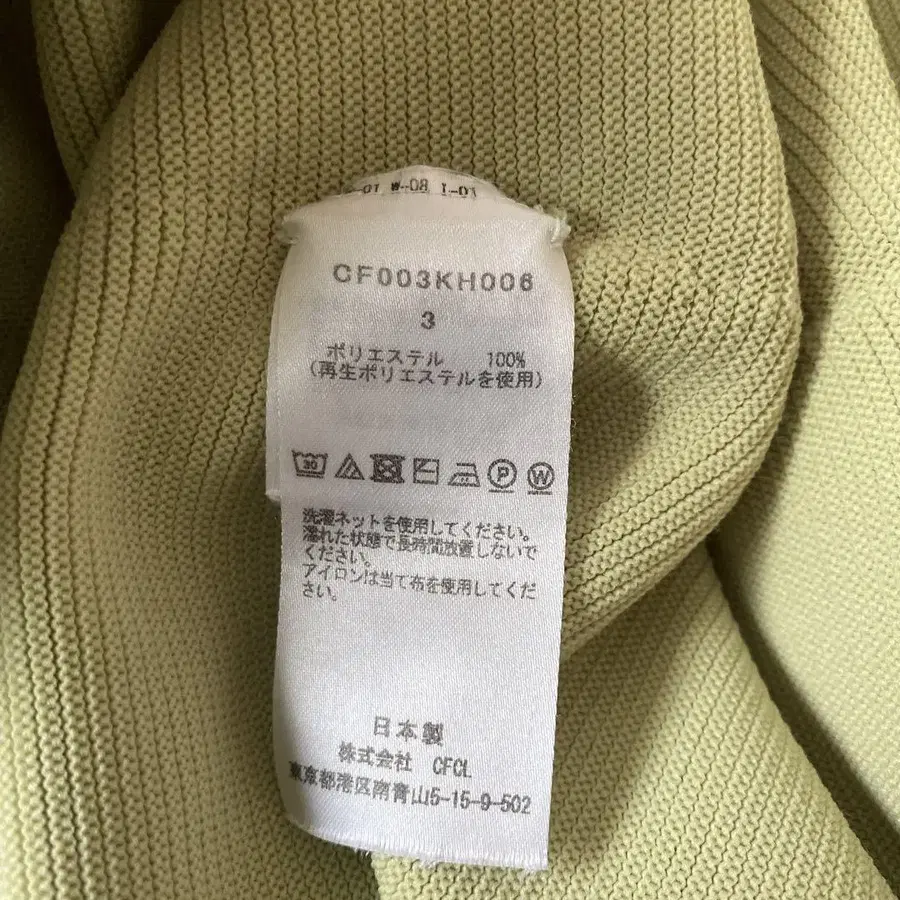 -01 W-08 I-01
CF003KH006
3
ポリエステル 100%
(再生ポリエステルを使用)
30
P
W
洗濯ネットを使用してください。
濡れた状態で長時間放置しないで
ください。
アイロンは当て布を使用してくだ
さい。
日本製
株式会社 CFCL
東京都港区南青山5-15-9-502